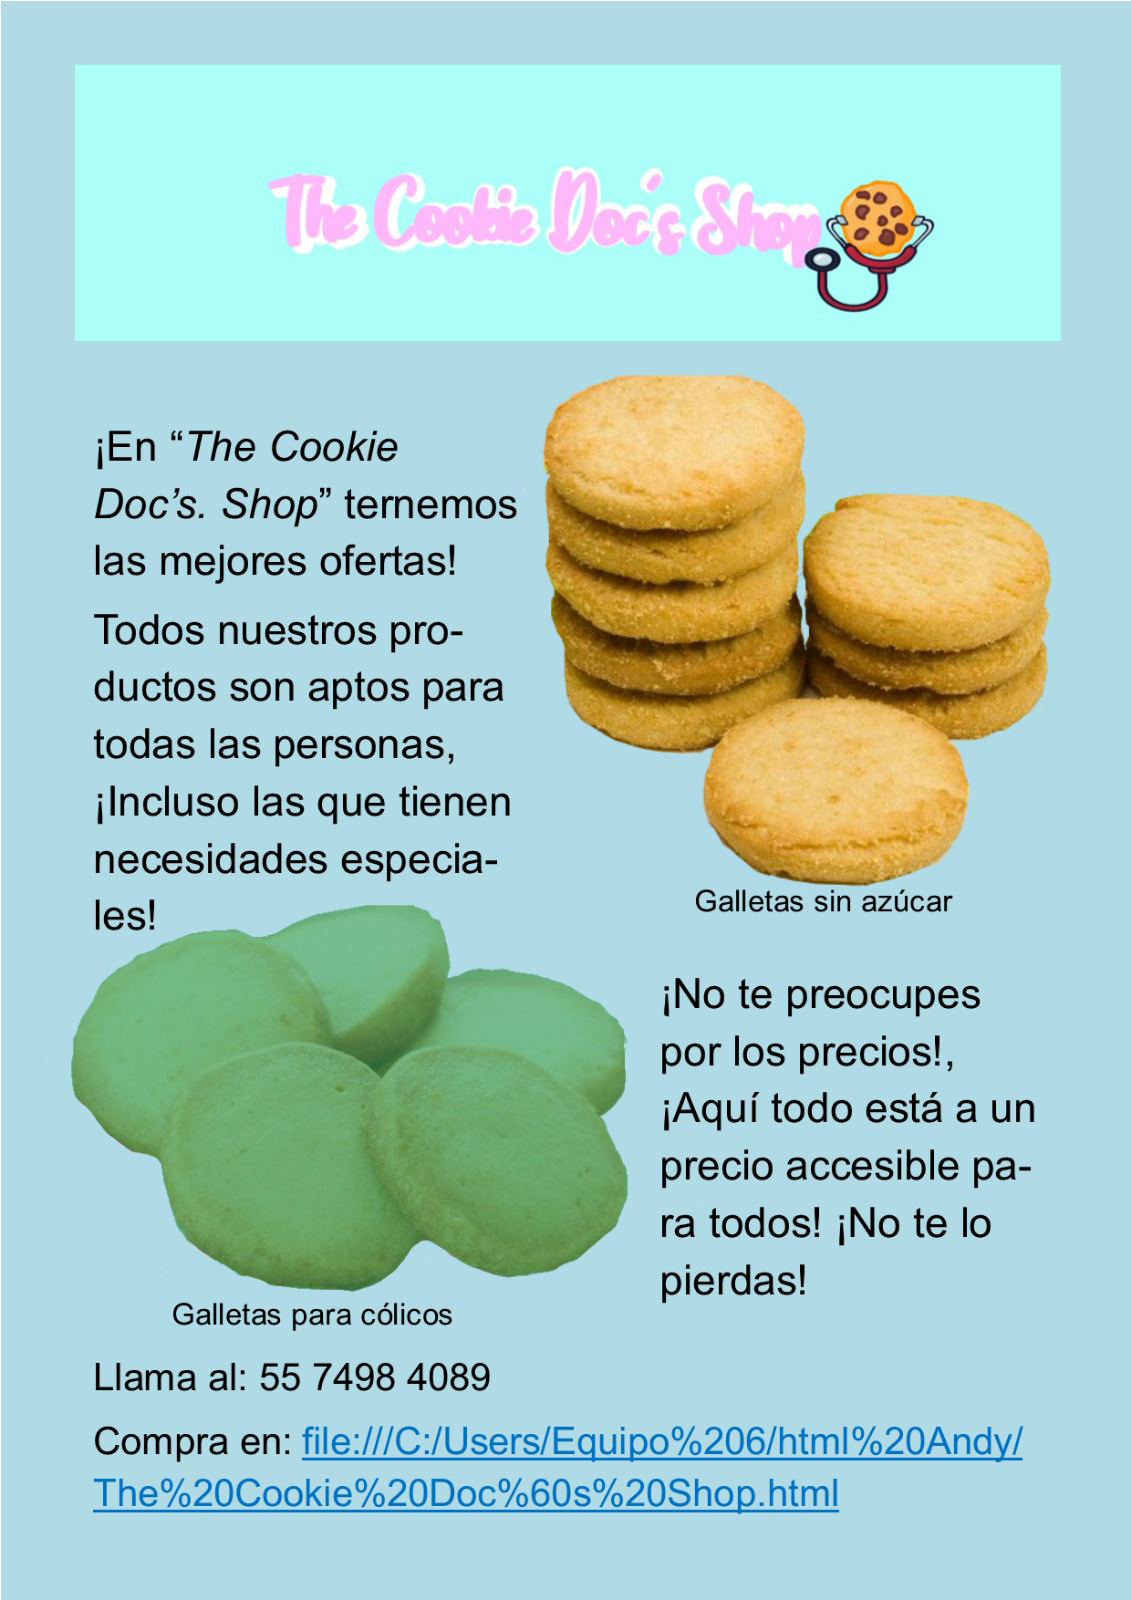 The Cookie Doc´s Shop
¡En “The Cookie
Doc’s. Shop” ternemos
las mejores ofertas!
Todos nuestros pro-
ductos son aptos para
todas las personas,
¡Incluso las que tienen
necesidades especia-
les!
Galletas sin azúcar
¡No te preocupes
por los precios!,
¡Aquí todo está a un
precio accesible pa-
ra todos! ¡No te lo
pierdas!
Galletas para cólicos
Llama al: 55 7498 4089
Compra en: file:///C:/Users/Equipo%206/html%20Andy/
The%20Cookie%20Doc%60s%20Shop.html